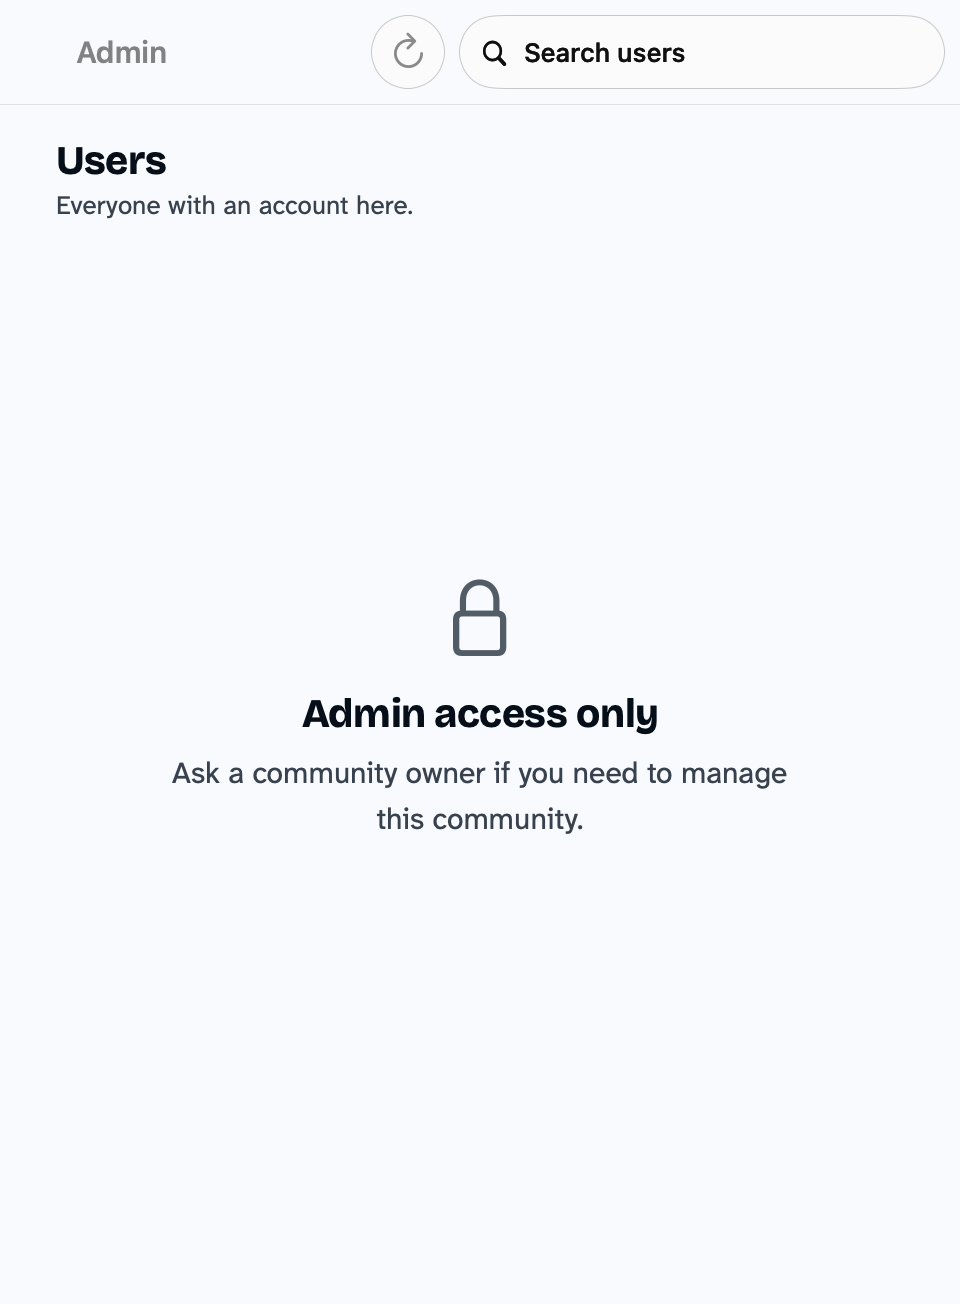 Admin
Search users
Users
Everyone with an account here.
Admin access only
Ask a community owner if you need to manage
this community.